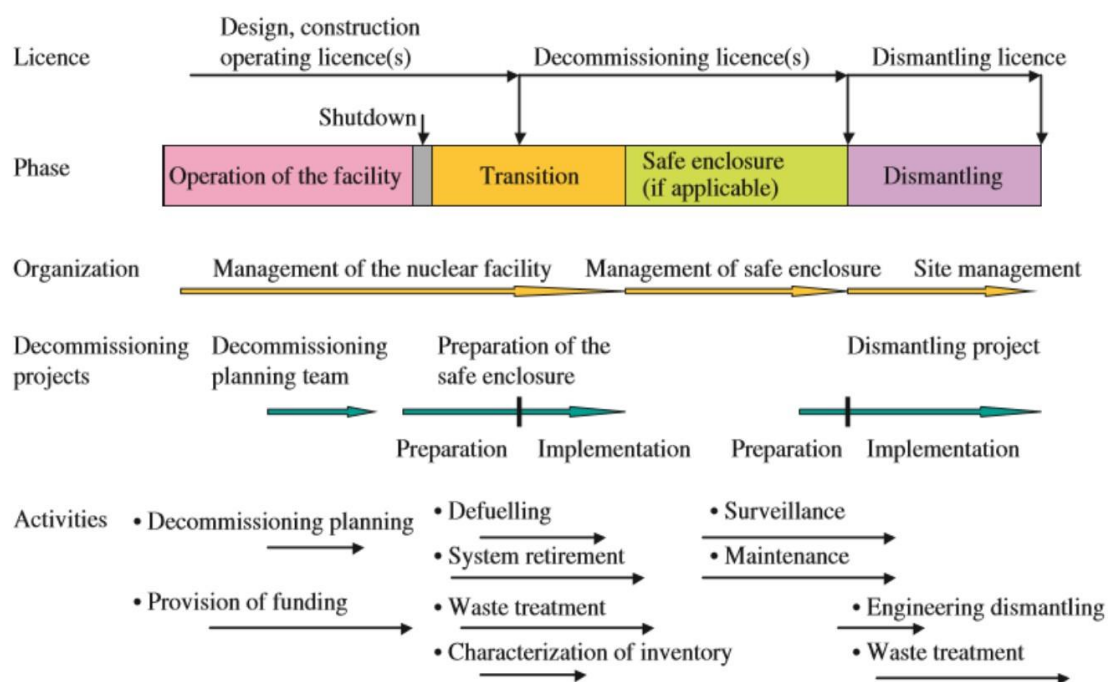 Licence
Design, construction
operating licence(s)
Decommissioning licence(s)
Dismantling licence
Shutdown
Phase
Operation of the facility
Transition
Safe enclosure
(if applicable)
Dismantling
Organization
Management of the nuclear facility
Management of safe enclosure
Site management
Decommissioning
projects
Decommissioning
planning team
Preparation of the
safe enclosure
Dismantling project
Preparation
Implementation
Preparation
Implementation
Activities
• Decommissioning planning
• Provision of funding
• Defuelling
• System retirement
• Waste treatment
• Characterization of inventory
• Surveillance
• Maintenance
• Engineering dismantling
• Waste treatment